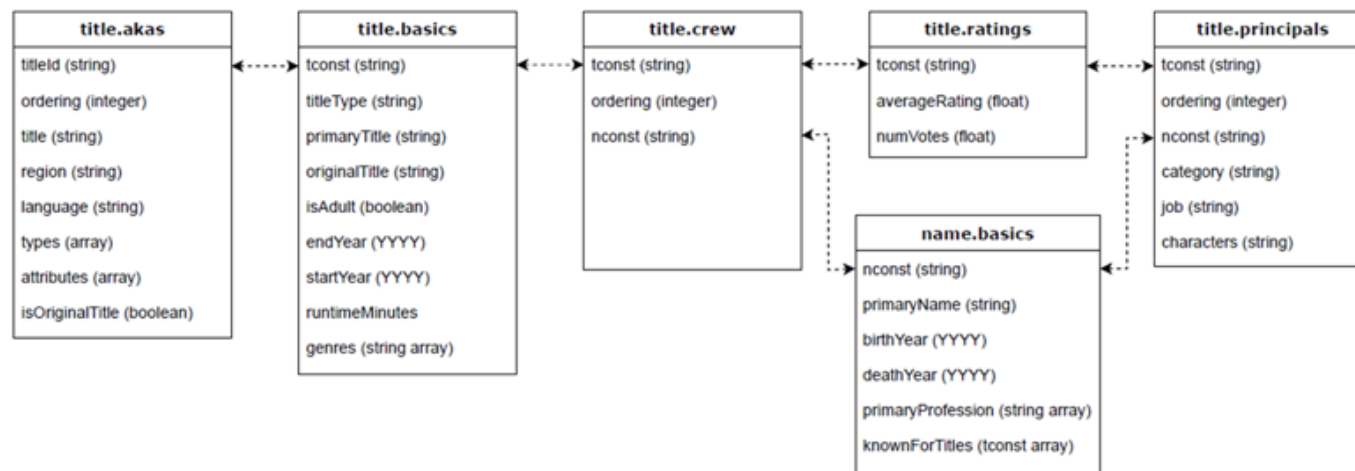 title.akas
titleId (string)
ordering (integer)
title (string)
region (string)
language (string)
types (array)
attributes (array)
isOriginalTitle (boolean)
title.basics
tconst (string)
titleType (string)
primaryTitle (string)
originalTitle (string)
isAdult (boolean)
endYear (YYYY)
startYear (YYYY)
runtimeMinutes
genres (string array)
title.crew
tconst (string)
ordering (integer)
nconst (string)
title.ratings
tconst (string)
averageRating (float)
numVotes (float)
title.principals
tconst (string)
ordering (integer)
nconst (string)
category (string)
job (string)
characters (string)
name.basics
nconst (string)
primaryName (string)
birthYear (YYYY)
deathYear (YYYY)
primaryProfession (string array)
knownForTitles (tconst array)